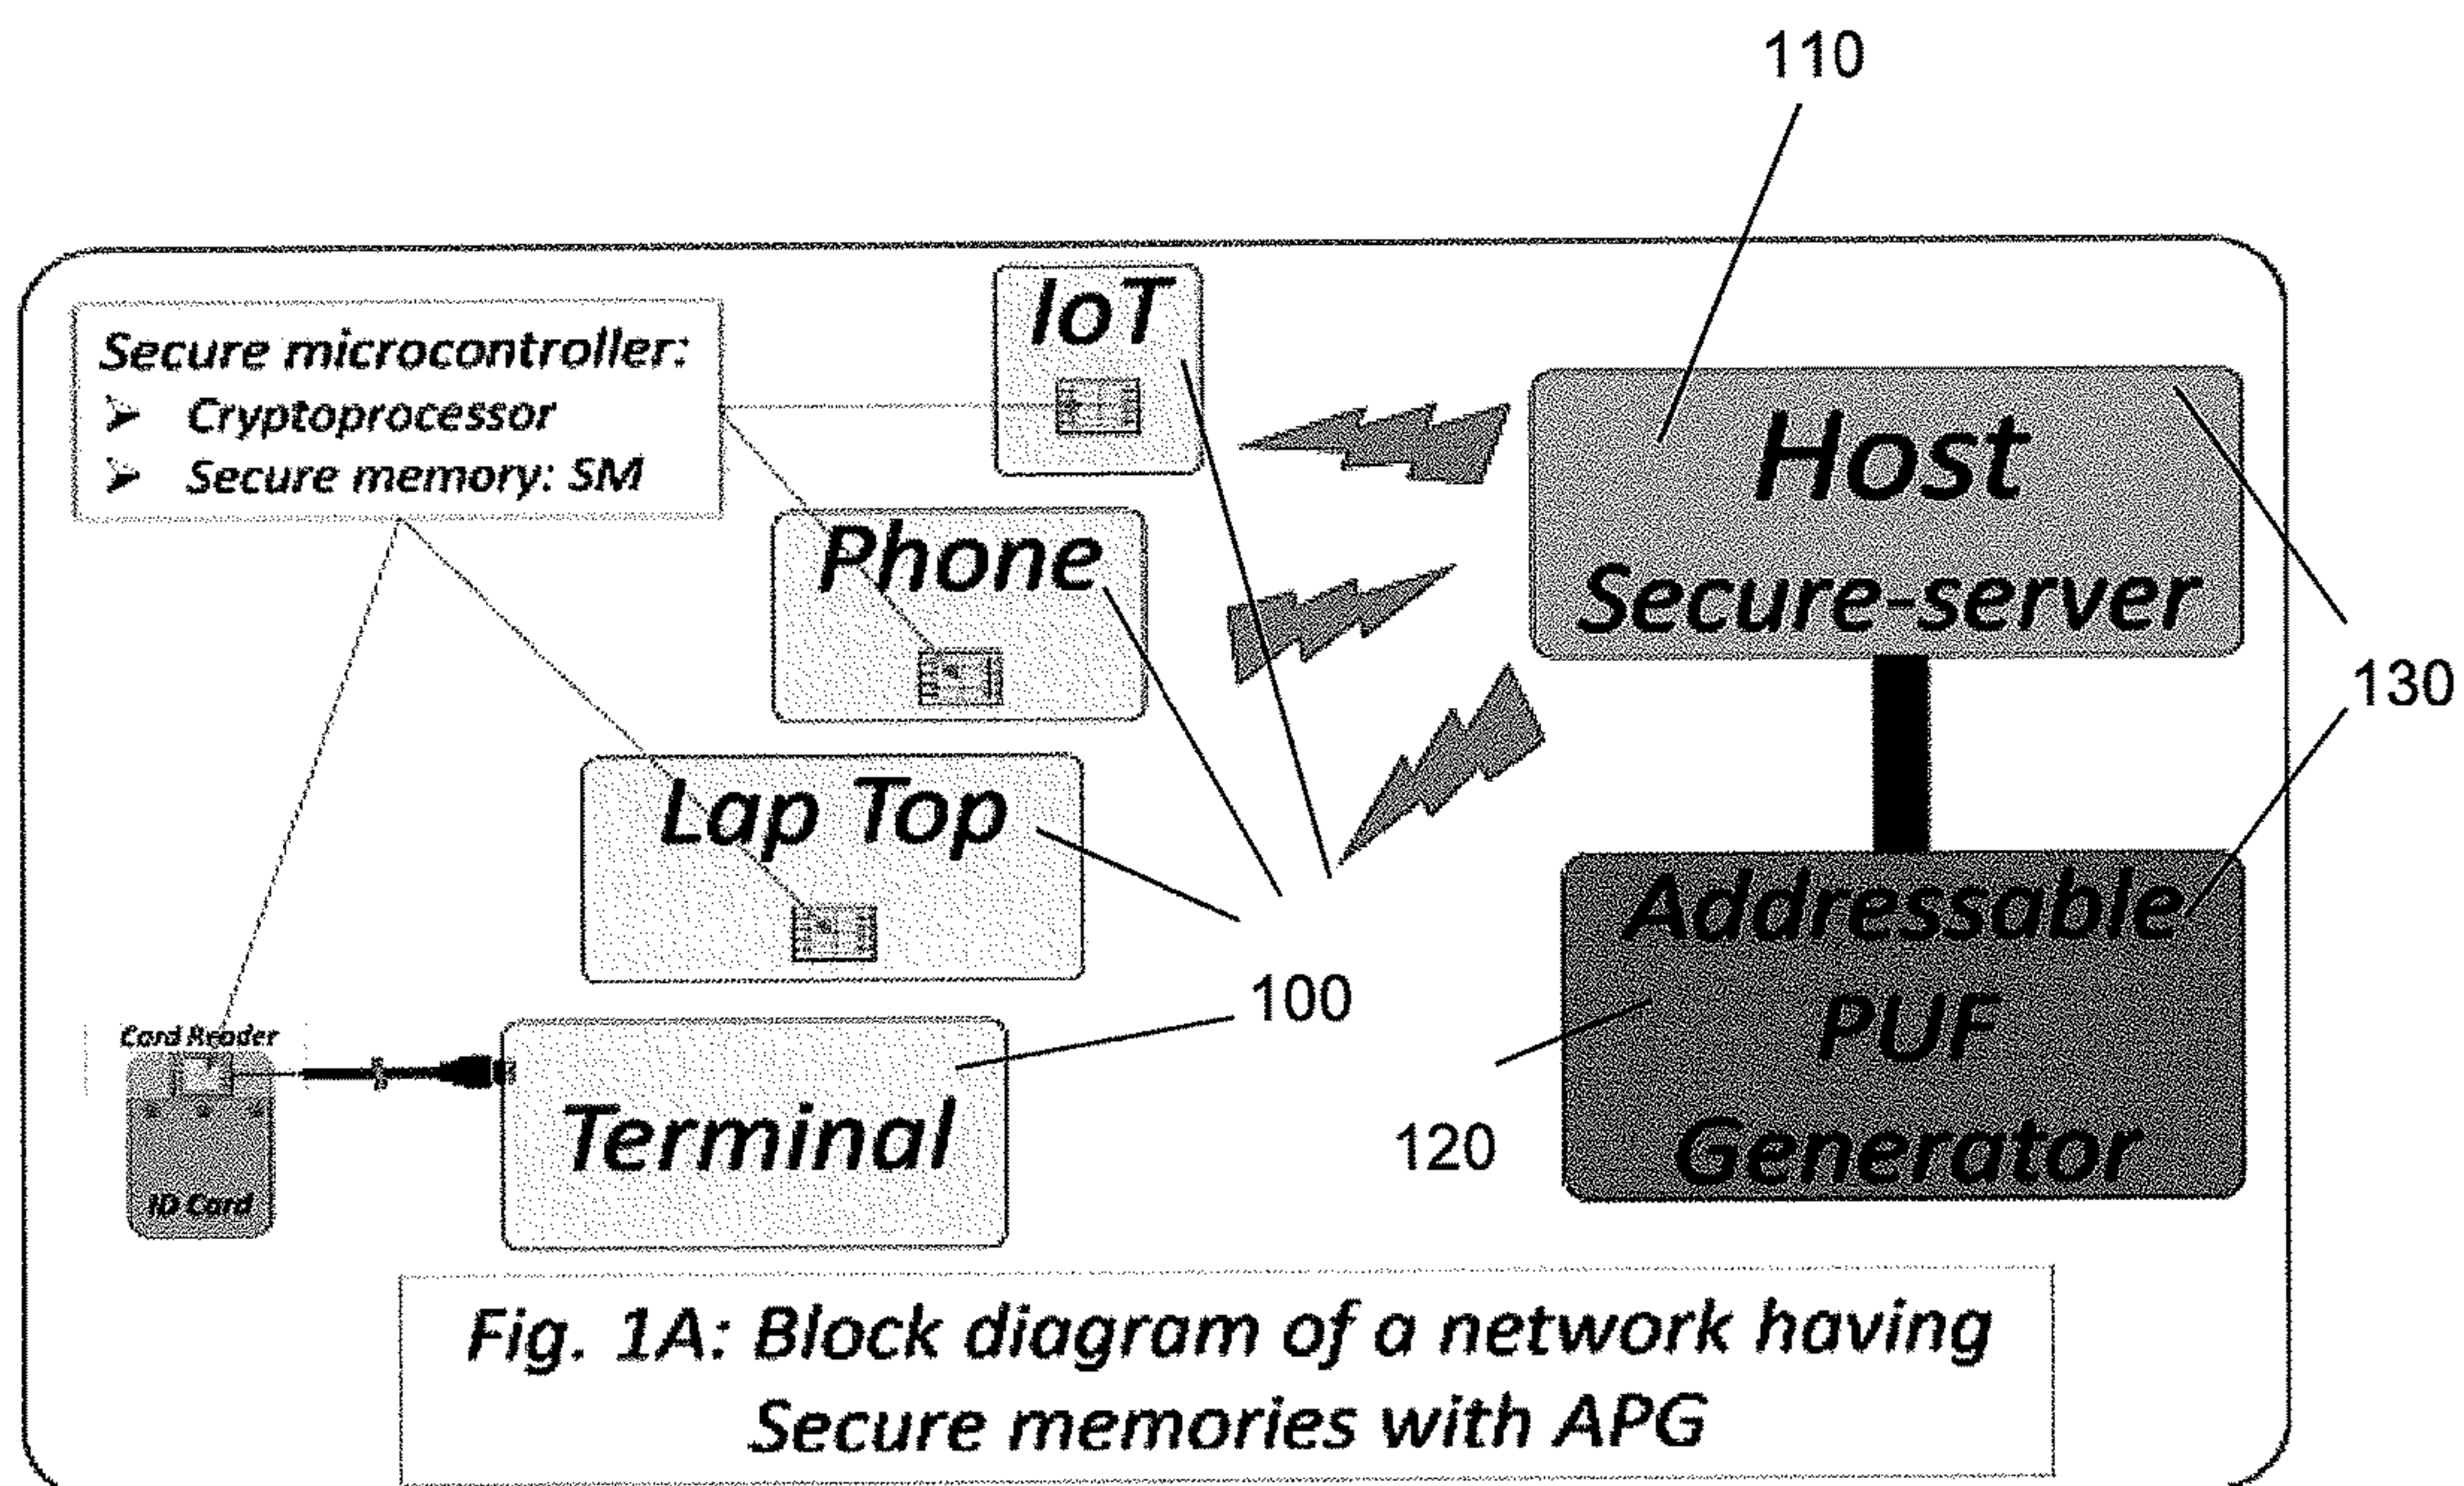 110
IoT
Secure microcontroller:
➤ Cryptoprocessor
➤ Secure memory: SM
Host
Secure-server
Phone
130
Lap Top
Addressable
PUF
Generator
100
120
Card Reader
ID Card
Terminal
Fig. 1A: Block diagram of a network having
Secure memories with APG